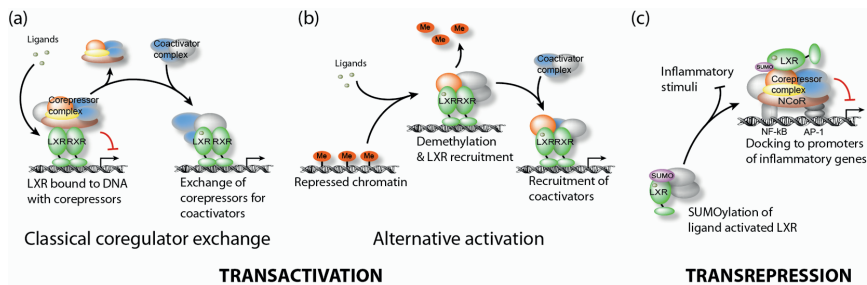 (a)
Ligands
Coactivator
complex
Corepressor
complex
LXR RXR
LXR RXR
LXR bound to DNA
with corepressors
Exchange of
corepressors for
coactivators
Classical coregulator exchange
(b)
Me
Me
Me
Me
Ligands
Coactivator
complex
LXR RXR
Demethylation
& LXR recruitment
Me
Me
Me
Repressed chromatin
LXR RXR
Recruitment of
coactivators
Alternative activation
TRANSACTIVATION
(c)
LXR
SUMO
Inflammatory
stimuli
Corepressor
complex
NCoR
NF-kB
AP-1
Docking to promoters
of inflammatory genes
SUMO
LXR
SUMOylation of
ligand activated LXR
TRANSREPRESSION